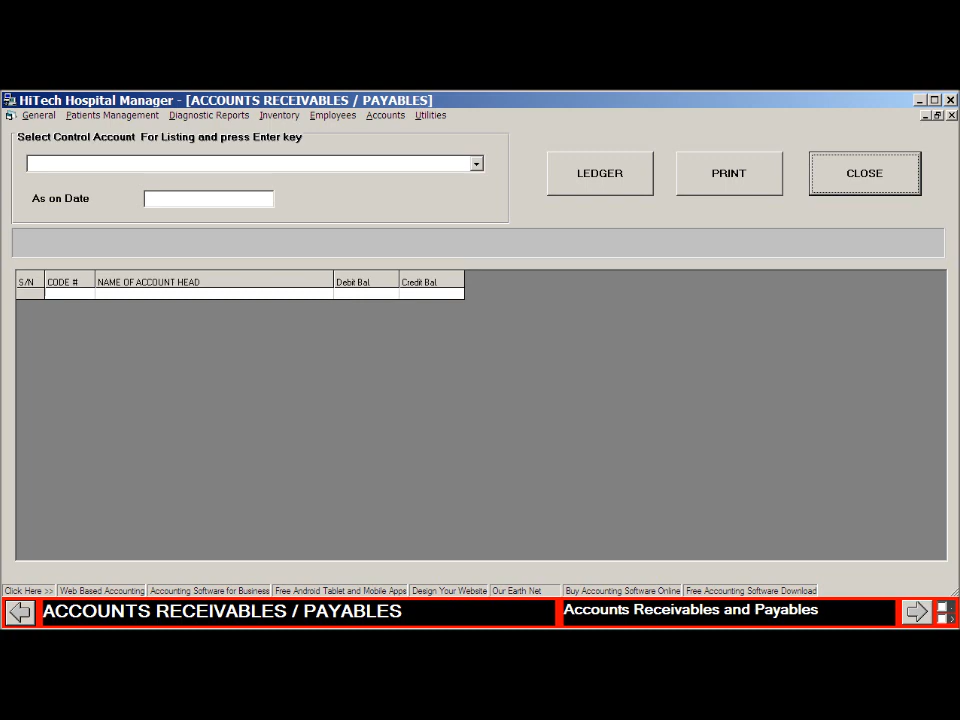 HiTech Hospital Manager - [ACCOUNTS RECEIVABLES / PAYABLES]
General Patients Management Diagnostic Reports Inventory Employees Accounts Utilities
Select Control Account For Listing and press Enter key
As on Date
LEDGER PRINT CLOSE
S/N CODE # NAME OF ACCOUNT HEAD Debit Bal. Credit Bal.
Click Here >> Web Based Accounting Accounting Software for Business Free Android Tablet and Mobile Apps Design Your Website Our Earth Net Buy Accounting Software Online Free Accounting Software Download
ACCOUNTS RECEIVABLES / PAYABLES Accounts Receivables and Payables